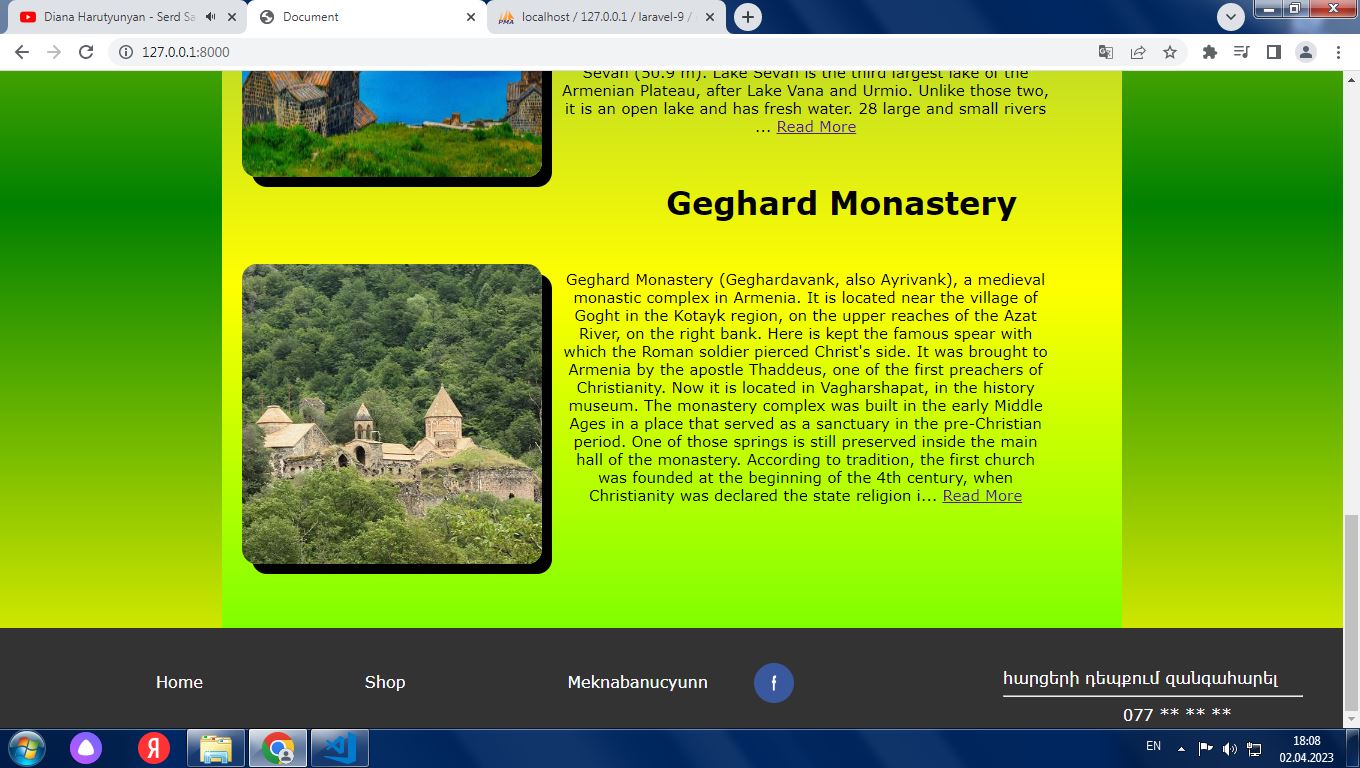 Diana Harutyunyan - Serd Sa
Document
localhost / 127.0.0.1 / laravel-9 /
127.0.0.1:8000
Sevan (50.9 m). Lake Sevan is the third largest lake of the
Armenian Plateau, after Lake Vana and Urmio. Unlike those two,
it is an open lake and has fresh water. 28 large and small rivers
... Read More
Geghard Monastery
Geghard Monastery (Geghardavank, also Ayrivank), a medieval
monastic complex in Armenia. It is located near the village of
Goght in the Kotayk region, on the upper reaches of the Azat
River, on the right bank. Here is kept the famous spear with
which the Roman soldier pierced Christ's side. It was brought to
Armenia by the apostle Thaddeus, one of the first preachers of
Christianity. Now it is located in Vagharshapat, in the history
museum. The monastery complex was built in the early Middle
Ages in a place that served as a sanctuary in the pre-Christian
period. One of those springs is still preserved inside the main
hall of the monastery. According to tradition, the first church
was founded at the beginning of the 4th century, when
Christianity was declared the state religion i... Read More
Home
Shop
Meknabanucyunn
f
հարցերի դեպքում զանգահարել
077 ** ** **
Я
EN
18:08
02.04.2023